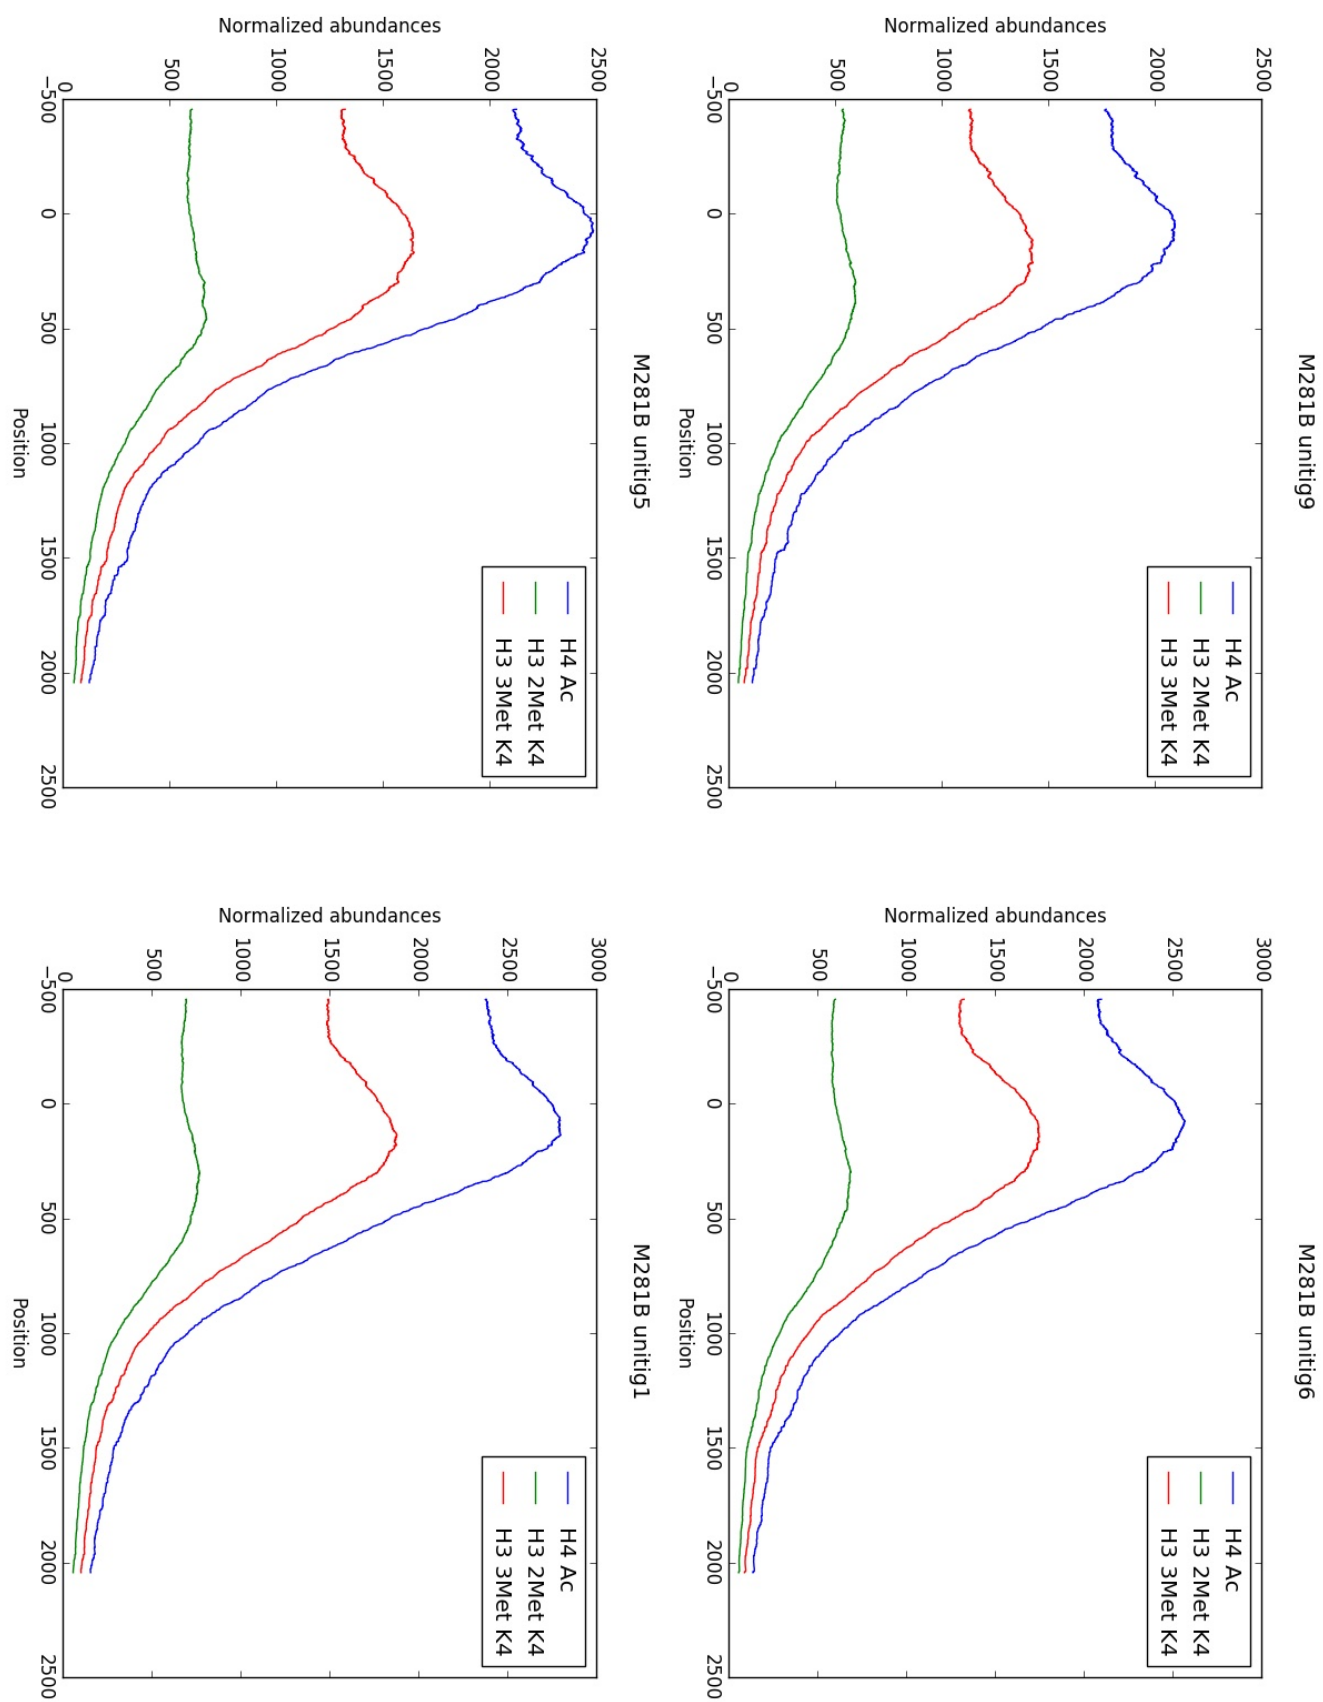 M281B unitig9
2500
2000
1500
1000
500
0
Normalized abundances
H4 Ac
H3 2Met K4
H3 3Met K4
−500 0 500 1000 1500 2000 2500
Position
M281B unitig6
3000
2500
2000
1500
1000
500
0
Normalized abundances
H4 Ac
H3 2Met K4
H3 3Met K4
−500 0 500 1000 1500 2000 2500
Position
M281B unitig5
2500
2000
1500
1000
500
0
Normalized abundances
H4 Ac
H3 2Met K4
H3 3Met K4
−500 0 500 1000 1500 2000 2500
Position
M281B unitig1
3000
2500
2000
1500
1000
500
0
Normalized abundances
H4 Ac
H3 2Met K4
H3 3Met K4
−500 0 500 1000 1500 2000 2500
Position